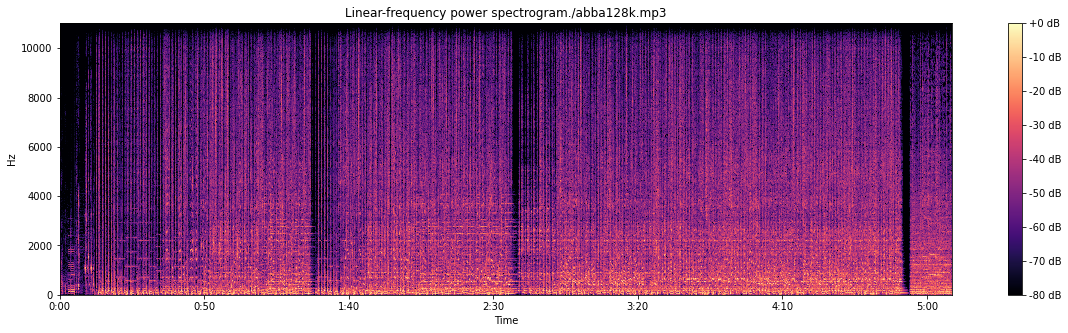 Linear-frequency power spectrogram./abba128k.mp3
10000
8000
6000
4000
2000
0
Hz
0:00 0:50 1:40 2:30 3:20 4:10 5:00
Time
+0 dB
-10 dB
-20 dB
-30 dB
-40 dB
-50 dB
-60 dB
-70 dB
-80 dB